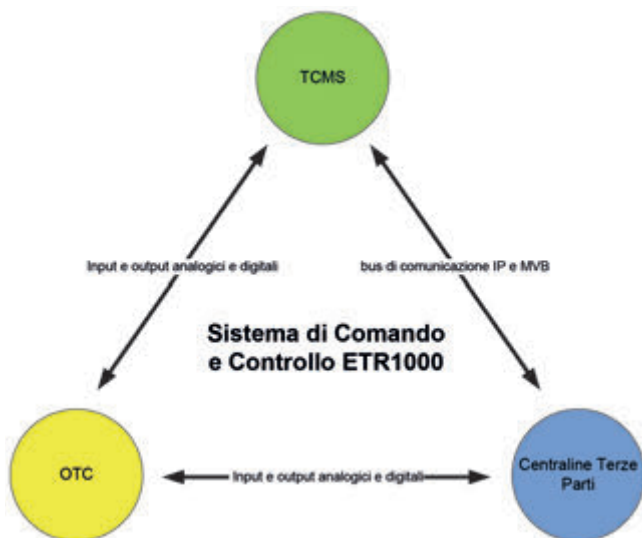 TCMS
Input e output analogici e digitali
bus di comunicazione IP e MVB
Sistema di Comando
e Controllo ETR1000
OTC
Input e output analogici e digitali
Centraline Terze
Parti